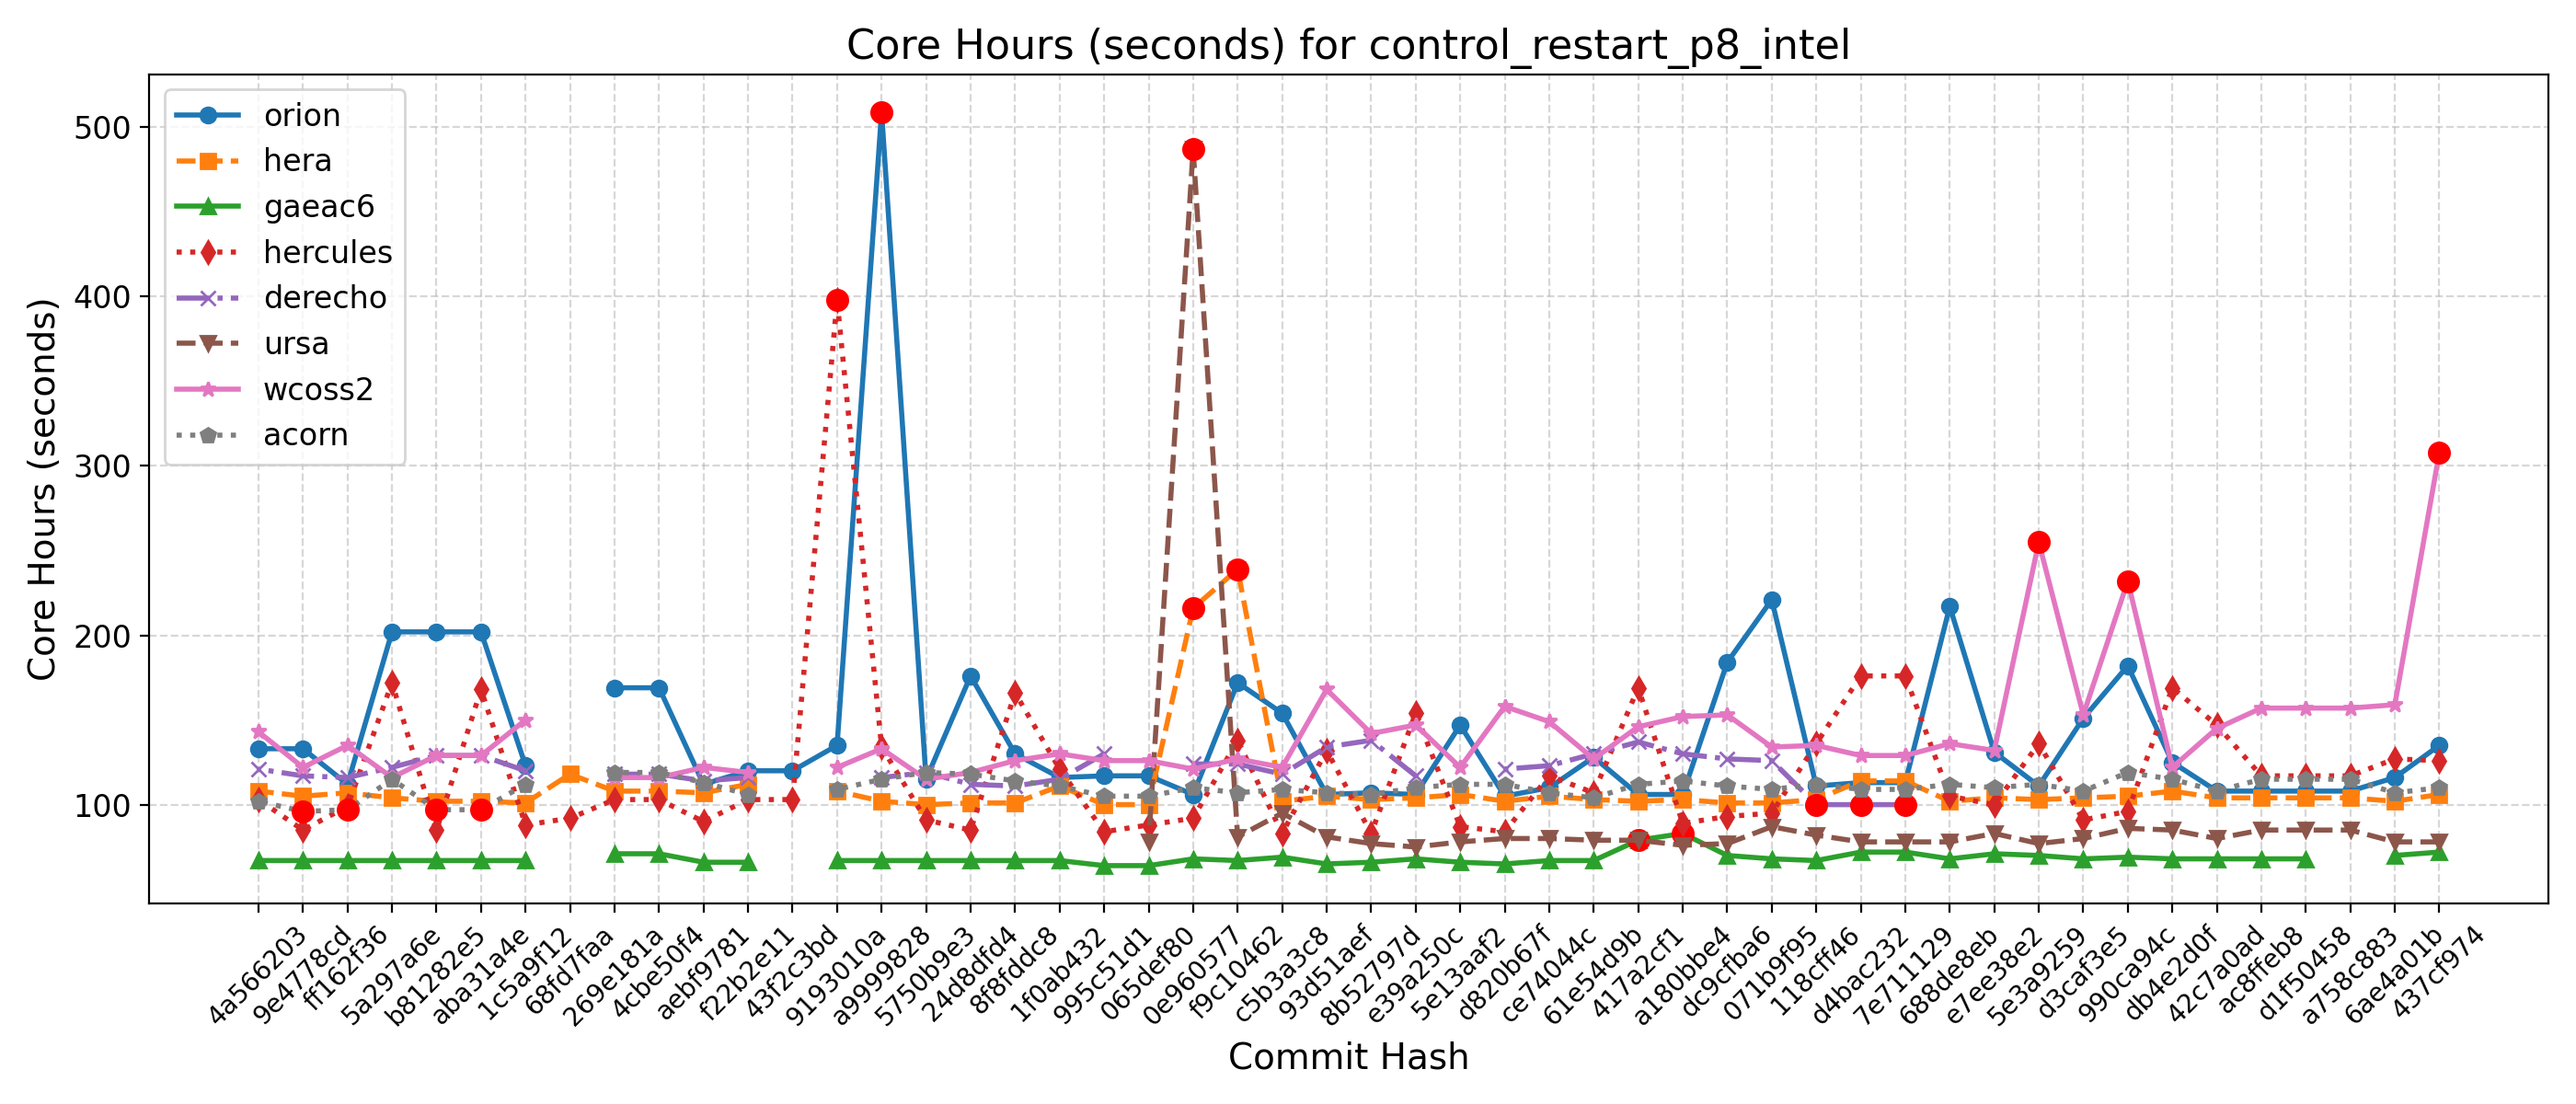 Core Hours (seconds) for control_restart_p8_intel
Core Hours (seconds)
500
400
300
200
100
orion
hera
gaeac6
hercules
derecho
ursa
wcoss2
acorn
4a566203
9e4778cd
ff162f36
5a297a6e
b81282e5
aba31a4e
1c5a9f12
68fd7faa
269e181a
4cbe50f4
aebf9781
f22b2e11
43f2c3bd
9193010a
a9999828
5750b9e3
24d8dfd4
8f8fddc8
1f0ab432
995c51d1
065def80
0e960577
f9c10462
c5b3a3c8
93d51aef
8b52797d
e39a250c
5e13aaf2
d820b67f
ce74044c
61e54d9b
417a2cf1
a180bbe4
dc9cfba6
071b9f95
118cff46
d4bac232
7e711129
688de8eb
e7ee38e2
5e3a9259
d3caf3e5
990ca94c
db4e2d0f
42c7a0ad
ac8ffeb8
d1f50458
a758c883
6ae4a01b
437cf974
Commit Hash